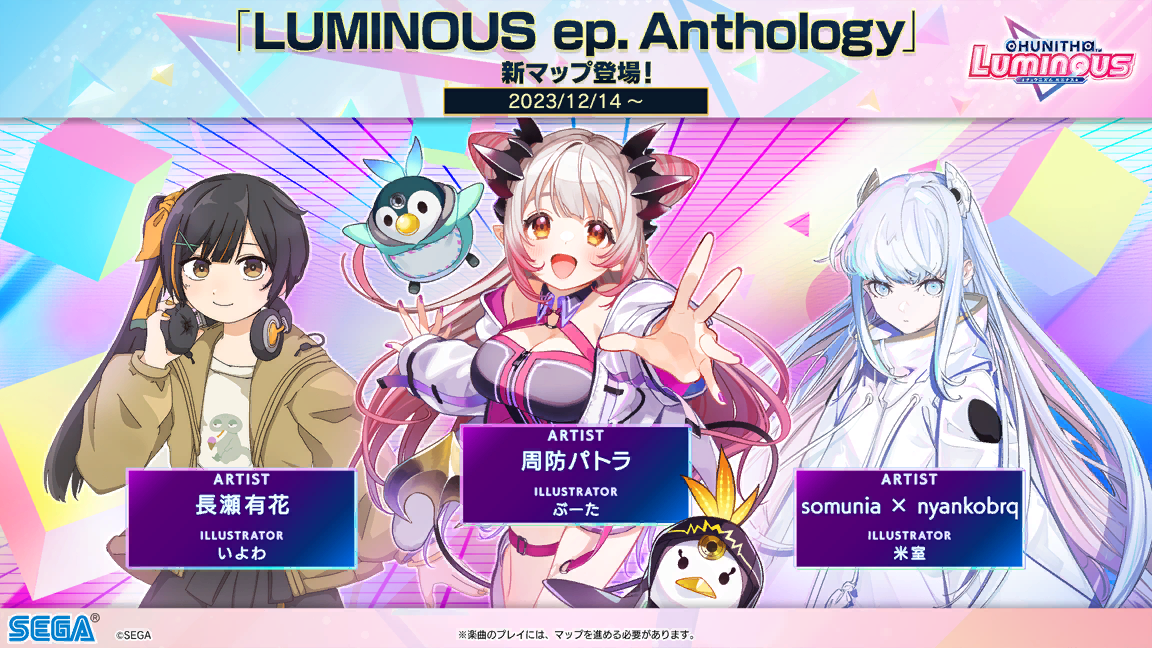 「LUMINOUS ep. Anthology」
新マップ登場!
2023/12/14 ～
CHUNITHM
LUMINOUS
ARTIST
長瀬有花
ILLUSTRATOR
いよわ
ARTIST
周防パトラ
ILLUSTRATOR
ぶーた
ARTIST
somunia × nyankobrq
ILLUSTRATOR
米室
SEGA®
©SEGA
※楽曲のプレイには、マップを進める必要があります。